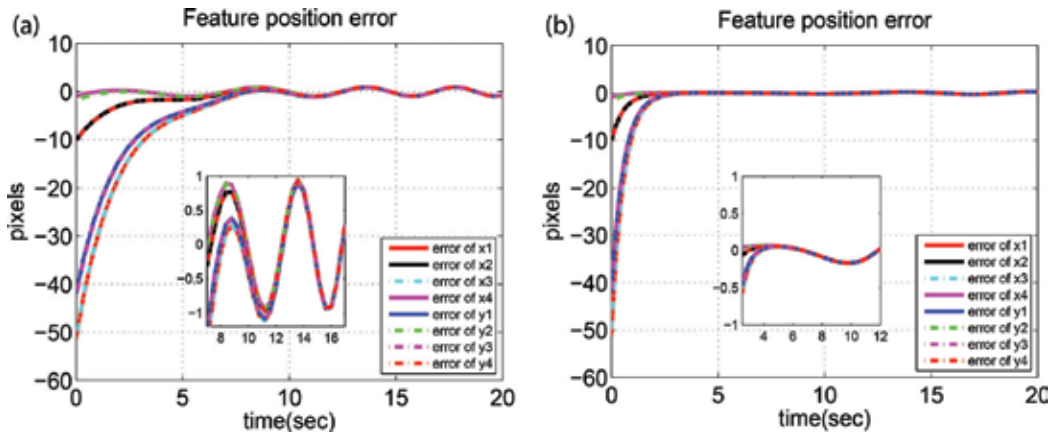 (a)
Feature position error
10
0
−10
−20
−30
−40
−50
−60
pixels
0 5 10 15 20
time(sec)
1
0.5
0
−0.5
−1
8 10 12 14 16
error of x1
error of x2
error of x3
error of x4
error of y1
error of y2
error of y3
error of y4
(b)
Feature position error
10
0
−10
−20
−30
−40
−50
−60
pixels
0 5 10 15 20
time(sec)
1
0.5
0
−0.5
−1
4 6 8 10 12
error of x1
error of x2
error of x3
error of x4
error of y1
error of y2
error of y3
error of y4